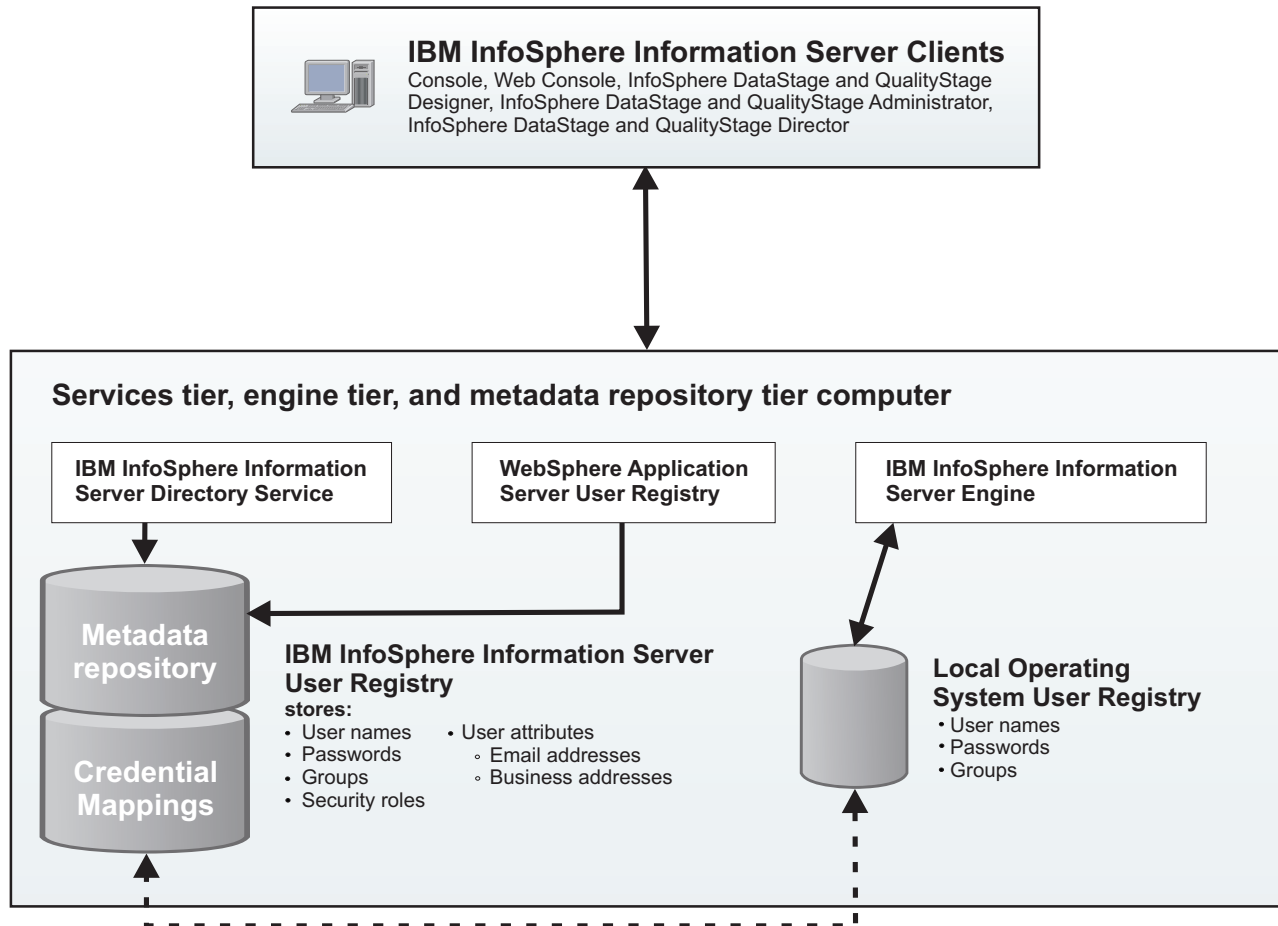 IBM InfoSphere Information Server Clients
Console, Web Console, InfoSphere DataStage and QualityStage
Designer, InfoSphere DataStage and QualityStage Administrator,
InfoSphere DataStage and QualityStage Director
Services tier, engine tier, and metadata repository tier computer
IBM InfoSphere Information
Server Directory Service
WebSphere Application
Server User Registry
IBM InfoSphere Information
Server Engine
Metadata
repository
Credential
Mappings
IBM InfoSphere Information Server
User Registry
stores:
• User names
• Passwords
• Groups
• Security roles
• User attributes
◦ Email addresses
◦ Business addresses
Local Operating
System User Registry
• User names
• Passwords
• Groups